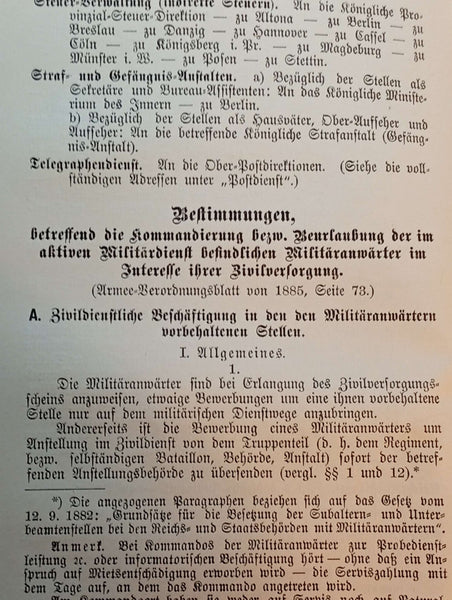 Steuer-Verwaltung (Indirekte Steuern). An die Königliche Pro-
vinzial-Steuer-Direktion — zu Altona — zu Berlin — zu
Breslau — zu Danzig — zu Hannover — zu Cassel — zu
Cöln — zu Königsberg i. Pr. — zu Magdeburg — zu
Münster i. W. — zu Posen — zu Stettin.
Straf- und Gefängnis-Anstalten. a) Bezüglich der Stellen als
Sekretäre und Bureau-Assistenten: An das Königliche Ministe-
rium des Innern — zu Berlin.
b) Bezüglich der Stellen als Hausväter, Ober-Aufseher und
Aufseher: An die betreffende Königliche Strafanstalt (Gefäng-
nis-Anstalt).
Telegraphendienst. An die Ober-Postdirektionen. (Siehe die voll-
ständigen Adressen unter „Postdienst“.)
Bestimmungen,
betreffend die Kommandierung bezw. Beurlaubung der im
aktiven Militärdienst befindlichen Militäranwärter im
Interesse ihrer Zivilversorgung.
(Armee-Verordnungsblatt von 1885, Seite 73.)
A. Zivildienstliche Beschäftigung in den den Militäranwärtern
vorbehaltenen Stellen.
I. Allgemeines.
1.
Die Militäranwärter sind bei Erlangung des Zivilversorgungs-
scheins anzuweisen, etwaige Bewerbungen um eine ihnen vorbehaltene
Stelle nur auf dem militärischen Dienstwege anzubringen.
Andererseits ist die Bewerbung eines Militäranwärters um
Anstellung im Zivildienst von dem Truppenteil (d. h. dem Regiment,
bezw. selbständigen Bataillon, Behörde, Anstalt) sofort der betref-
fenden Anstellungsbehörde zu übersenden (vergl. §§ 1 und 12).*
*) Die angezogenen Paragraphen beziehen sich auf das Gesetz vom
12. 9. 1882: „Grundsätze für die Besetzung der Subaltern- und Unter-
beamtenstellen bei den Reichs- und Staatsbehörden mit Militäranwärtern“.
Anmerk. Bei Kommandos der Militäranwärter zur Probedienst-
leistung ꝛc. oder informatorischen Beschäftigung hört — ohne daß ein An-
spruch auf Mietsentschädigung erworben wird — die Serviszahlung mit
dem Tage auf, an dem das Kommando angetreten wird.